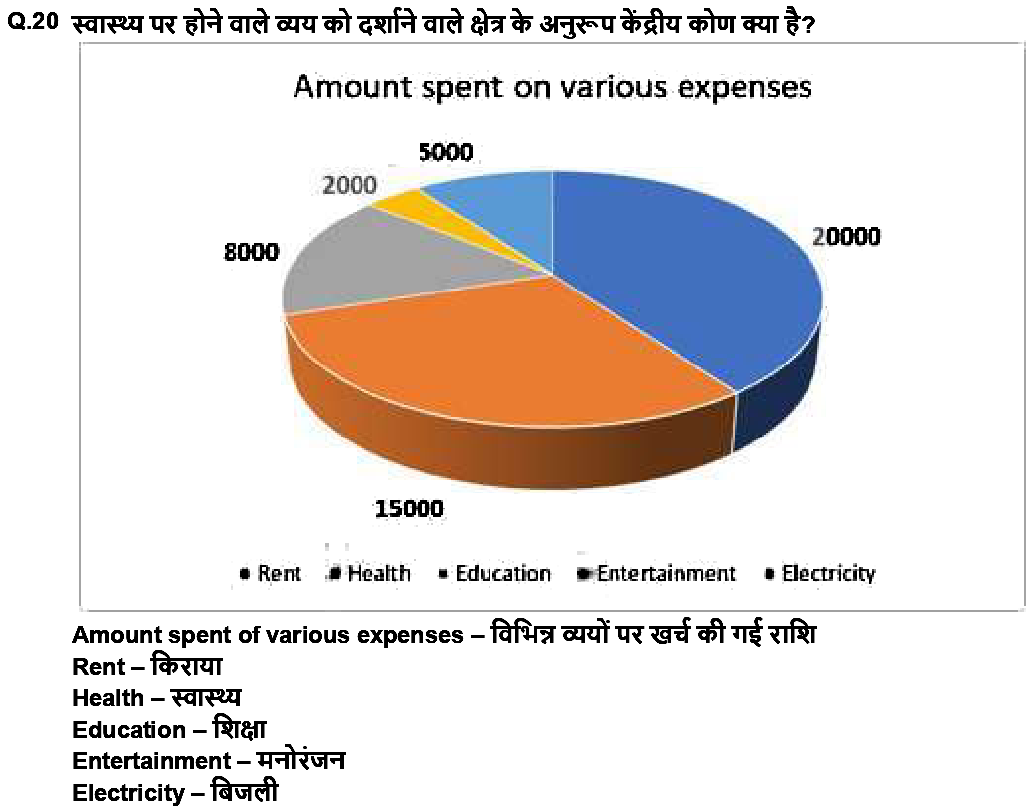 Q.20 स्वास्थ्य पर होने वाले व्यय को दर्शाने वाले क्षेत्र के अनुरूप केंद्रीय कोण क्या है?
Amount spent on various expenses
5000
2000
20000
8000
15000
Rent Health Education Entertainment Electricity
Amount spent of various expenses – विभिन्न व्ययों पर खर्च की गई राशि
Rent – किराया
Health – स्वास्थ्य
Education – शिक्षा
Entertainment – मनोरंजन
Electricity – बिजली